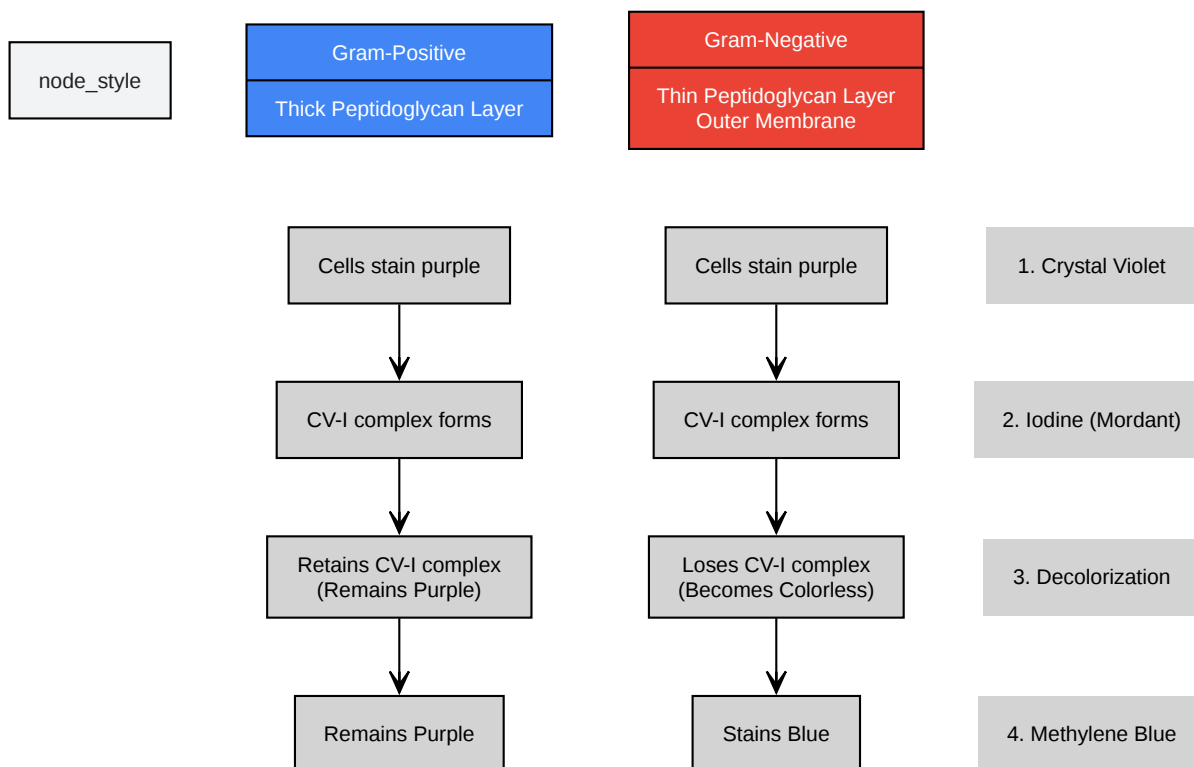 node_style
Gram-Positive
Thick Peptidoglycan Layer
Gram-Negative
Thin Peptidoglycan Layer
Outer Membrane
Cells stain purple
Cells stain purple
1. Crystal Violet
CV-I complex forms
CV-I complex forms
2. Iodine (Mordant)
Retains CV-I complex
(Remains Purple)
Loses CV-I complex
(Becomes Colorless)
3. Decolorization
Remains Purple
Stains Blue
4. Methylene Blue